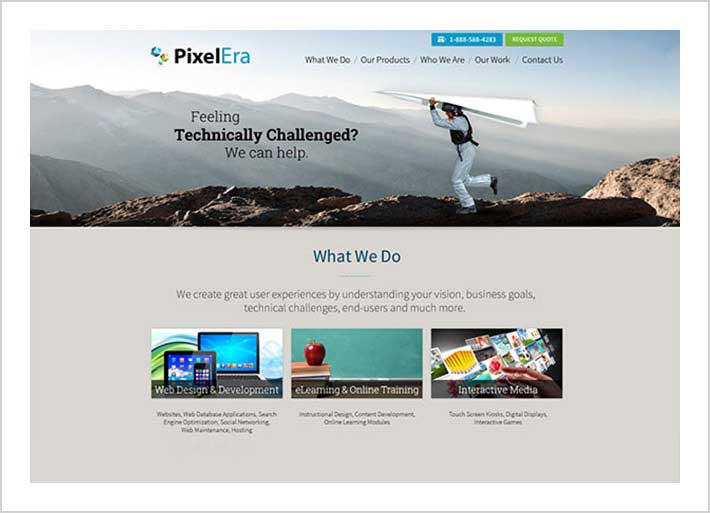 1-888-588-4283 REQUEST QUOTE
PixelEra
What We Do / Our Products / Who We Are / Our Work / Contact Us
Feeling
Technically Challenged?
We can help.
What We Do
We create great user experiences by understanding your vision, business goals,
technical challenges, end-users and much more.
Web Design & Development
eLearning & Online Training
Interactive Media
Websites, Web Database Applications, Search
Engine Optimization, Social Networking,
Web Maintenance, Hosting
Instructional Design, Content Development,
Online Learning Modules
Touch Screen Kiosks, Digital Displays,
Interactive Games